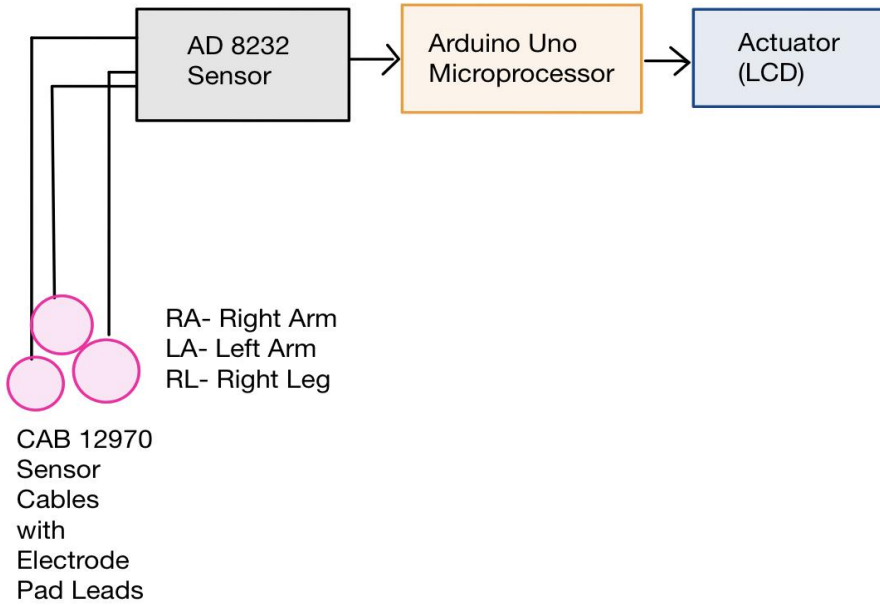 AD 8232
Sensor
Arduino Uno
Microprocessor
Actuator
(LCD)
RA- Right Arm
LA- Left Arm
RL- Right Leg
CAB 12970
Sensor
Cables
with
Electrode
Pad Leads